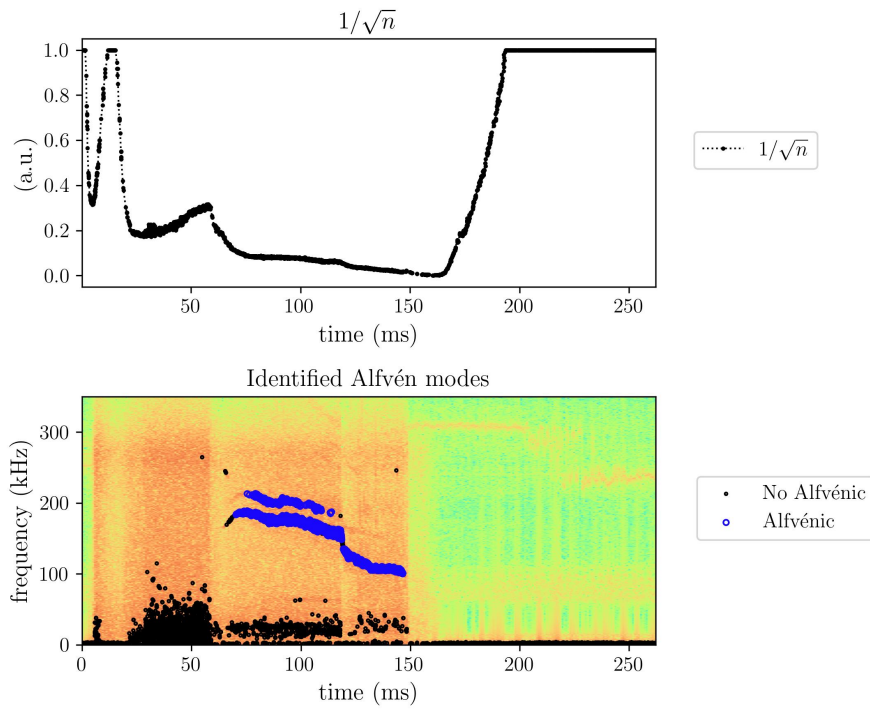 1/√n
1.0
0.8
0.6
0.4
0.2
0.0
(a.u.)
50
100
150
200
250
time (ms)
1/√n
Identified Alfvén modes
300
200
100
0
frequency (kHz)
0
50
100
150
200
250
time (ms)
No Alfvénic
Alfvénic